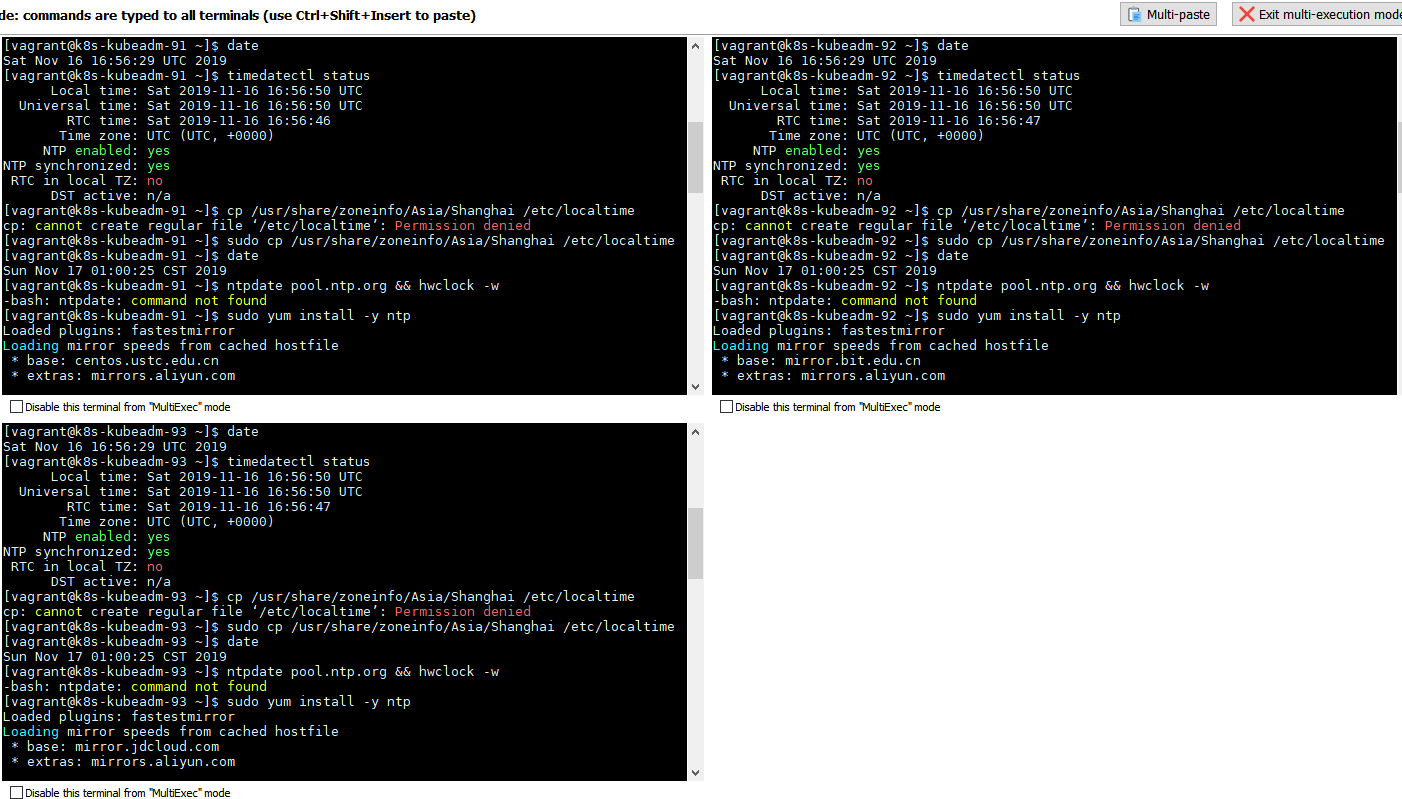 de: commands are typed to all terminals (use Ctrl+Shift+Insert to paste)
Multi-paste
Exit multi-execution mode
[vagrant@k8s-kubeadm-91 ~]$ date
Sat Nov 16 16:56:29 UTC 2019
[vagrant@k8s-kubeadm-91 ~]$ timedatectl status
Local time: Sat 2019-11-16 16:56:50 UTC
Universal time: Sat 2019-11-16 16:56:50 UTC
RTC time: Sat 2019-11-16 16:56:46
Time zone: UTC (UTC, +0000)
NTP enabled: yes
NTP synchronized: yes
RTC in local TZ: no
DST active: n/a
[vagrant@k8s-kubeadm-91 ~]$ cp /usr/share/zoneinfo/Asia/Shanghai /etc/localtime
cp: cannot create regular file ‘/etc/localtime’: Permission denied
[vagrant@k8s-kubeadm-91 ~]$ sudo cp /usr/share/zoneinfo/Asia/Shanghai /etc/localtime
[vagrant@k8s-kubeadm-91 ~]$ date
Sun Nov 17 01:00:25 CST 2019
[vagrant@k8s-kubeadm-91 ~]$ ntpdate pool.ntp.org && hwclock -w
-bash: ntpdate: command not found
[vagrant@k8s-kubeadm-91 ~]$ sudo yum install -y ntp
Loaded plugins: fastestmirror
Loading mirror speeds from cached hostfile
* base: centos.ustc.edu.cn
* extras: mirrors.aliyun.com
Disable this terminal from "MultiExec" mode
[vagrant@k8s-kubeadm-92 ~]$ date
Sat Nov 16 16:56:29 UTC 2019
[vagrant@k8s-kubeadm-92 ~]$ timedatectl status
Local time: Sat 2019-11-16 16:56:50 UTC
Universal time: Sat 2019-11-16 16:56:50 UTC
RTC time: Sat 2019-11-16 16:56:47
Time zone: UTC (UTC, +0000)
NTP enabled: yes
NTP synchronized: yes
RTC in local TZ: no
DST active: n/a
[vagrant@k8s-kubeadm-92 ~]$ cp /usr/share/zoneinfo/Asia/Shanghai /etc/localtime
cp: cannot create regular file ‘/etc/localtime’: Permission denied
[vagrant@k8s-kubeadm-92 ~]$ sudo cp /usr/share/zoneinfo/Asia/Shanghai /etc/localtime
[vagrant@k8s-kubeadm-92 ~]$ date
Sun Nov 17 01:00:25 CST 2019
[vagrant@k8s-kubeadm-92 ~]$ ntpdate pool.ntp.org && hwclock -w
-bash: ntpdate: command not found
[vagrant@k8s-kubeadm-92 ~]$ sudo yum install -y ntp
Loaded plugins: fastestmirror
Loading mirror speeds from cached hostfile
* base: mirror.bit.edu.cn
* extras: mirrors.aliyun.com
Disable this terminal from "MultiExec" mode
[vagrant@k8s-kubeadm-93 ~]$ date
Sat Nov 16 16:56:29 UTC 2019
[vagrant@k8s-kubeadm-93 ~]$ timedatectl status
Local time: Sat 2019-11-16 16:56:50 UTC
Universal time: Sat 2019-11-16 16:56:50 UTC
RTC time: Sat 2019-11-16 16:56:47
Time zone: UTC (UTC, +0000)
NTP enabled: yes
NTP synchronized: yes
RTC in local TZ: no
DST active: n/a
[vagrant@k8s-kubeadm-93 ~]$ cp /usr/share/zoneinfo/Asia/Shanghai /etc/localtime
cp: cannot create regular file ‘/etc/localtime’: Permission denied
[vagrant@k8s-kubeadm-93 ~]$ sudo cp /usr/share/zoneinfo/Asia/Shanghai /etc/localtime
[vagrant@k8s-kubeadm-93 ~]$ date
Sun Nov 17 01:00:25 CST 2019
[vagrant@k8s-kubeadm-93 ~]$ ntpdate pool.ntp.org && hwclock -w
-bash: ntpdate: command not found
[vagrant@k8s-kubeadm-93 ~]$ sudo yum install -y ntp
Loaded plugins: fastestmirror
Loading mirror speeds from cached hostfile
* base: mirror.jdcloud.com
* extras: mirrors.aliyun.com
Disable this terminal from "MultiExec" mode